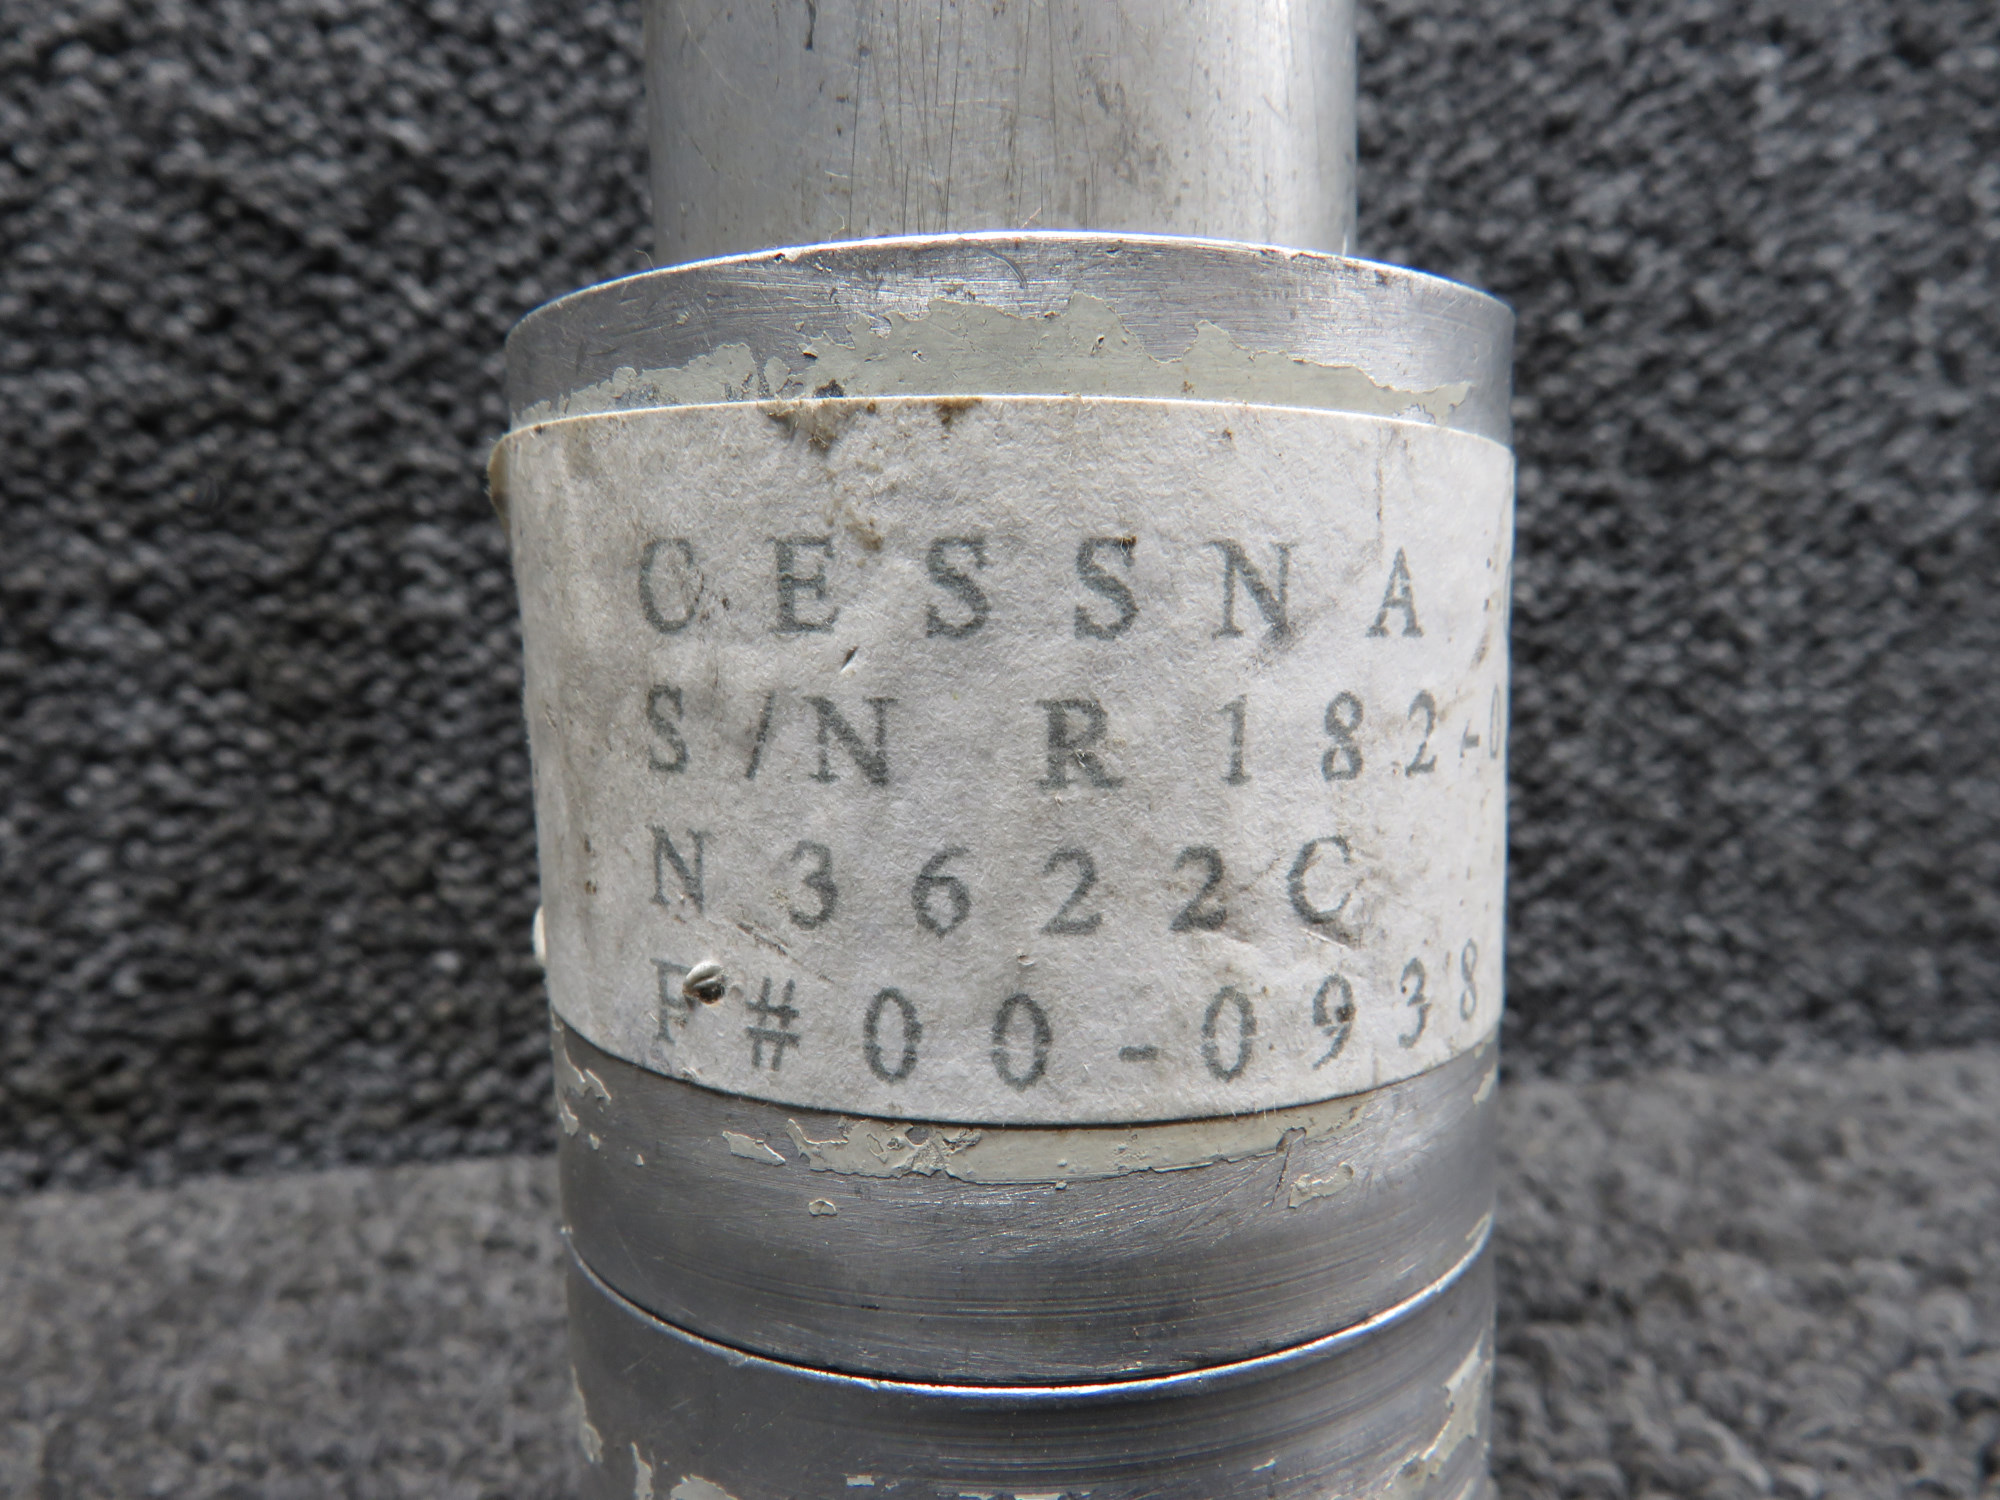 CESSNA
S/N R182-0
N3622C
F#00-0938